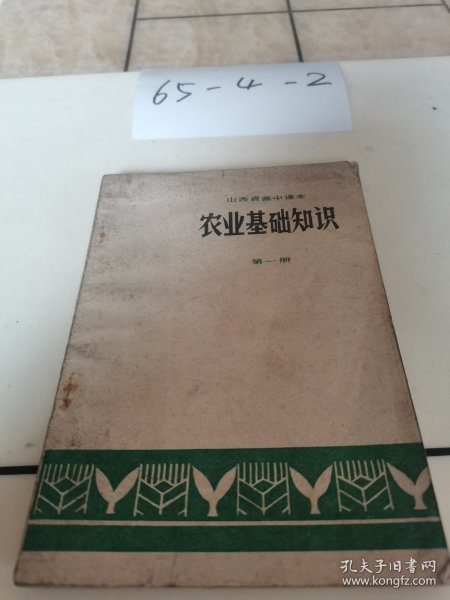 65-4-2
山西省高中课本
农业基础知识
第一册
孔夫子旧书网
www.kongfz.com